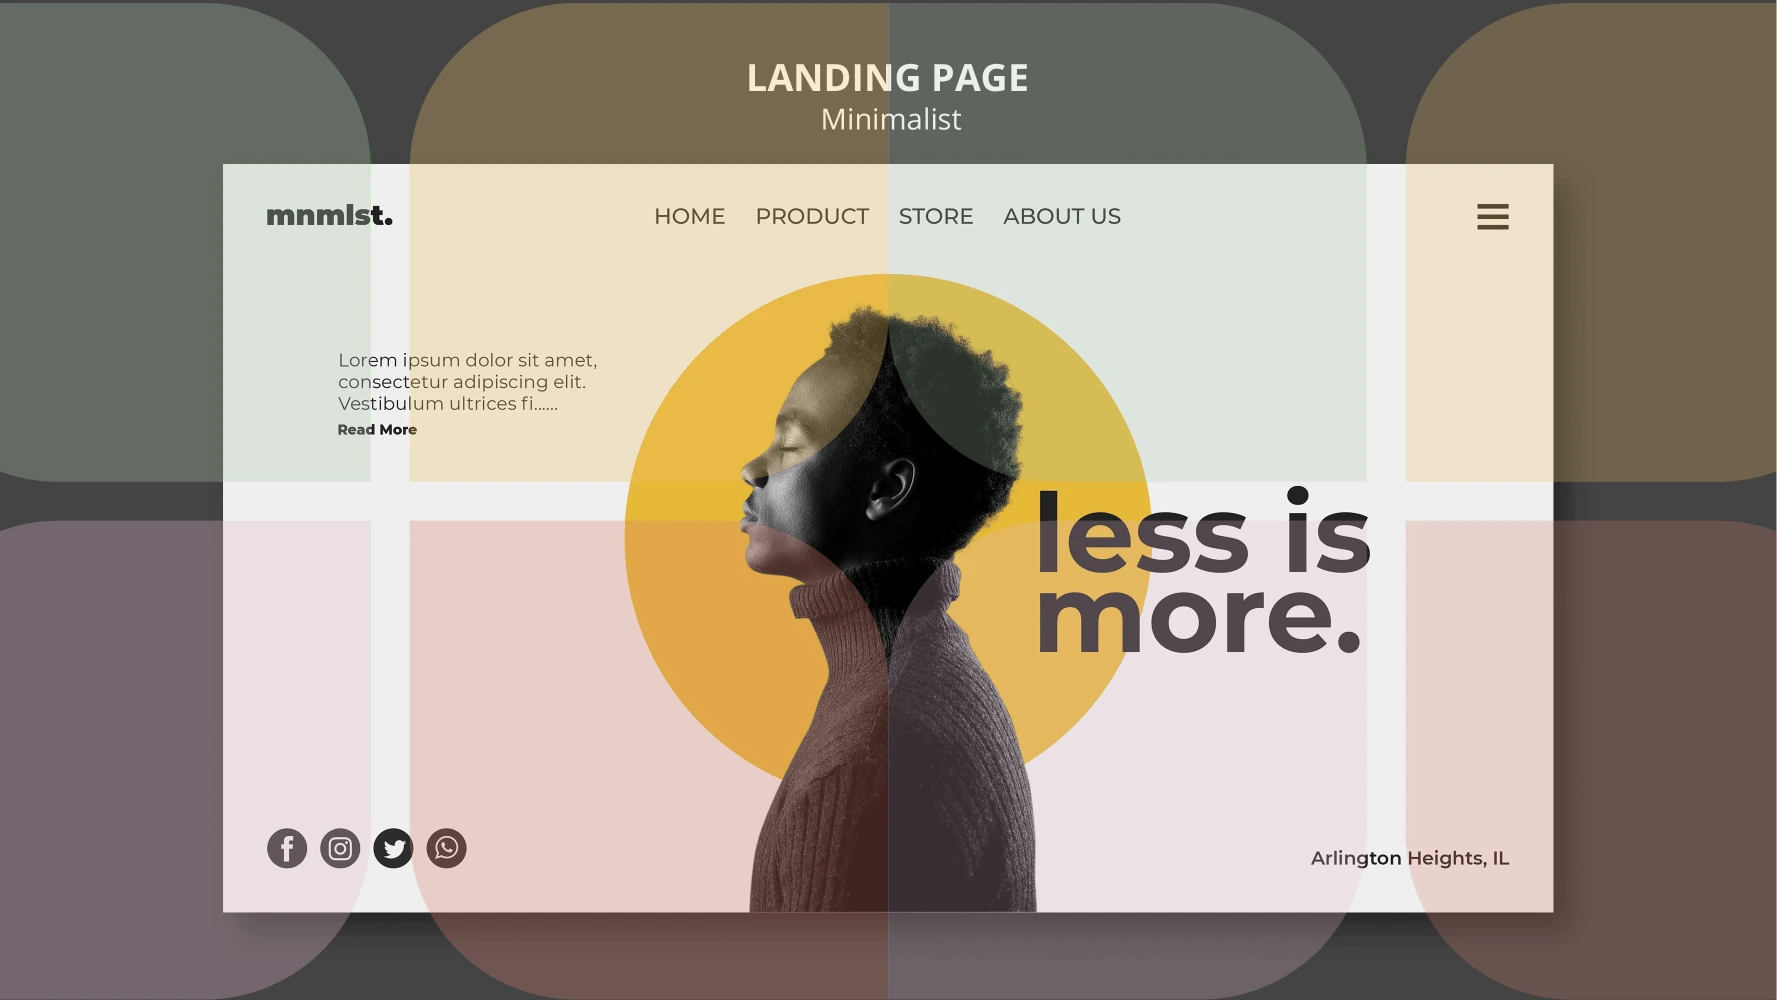 LANDING PAGE
Minimalist
mnmlst.
HOME PRODUCT STORE ABOUT US
Lorem ipsum dolor sit amet,
consectetur adipiscing elit.
Vestibulum ultrices fi......
Read More
less is
more.
Arlington Heights, IL